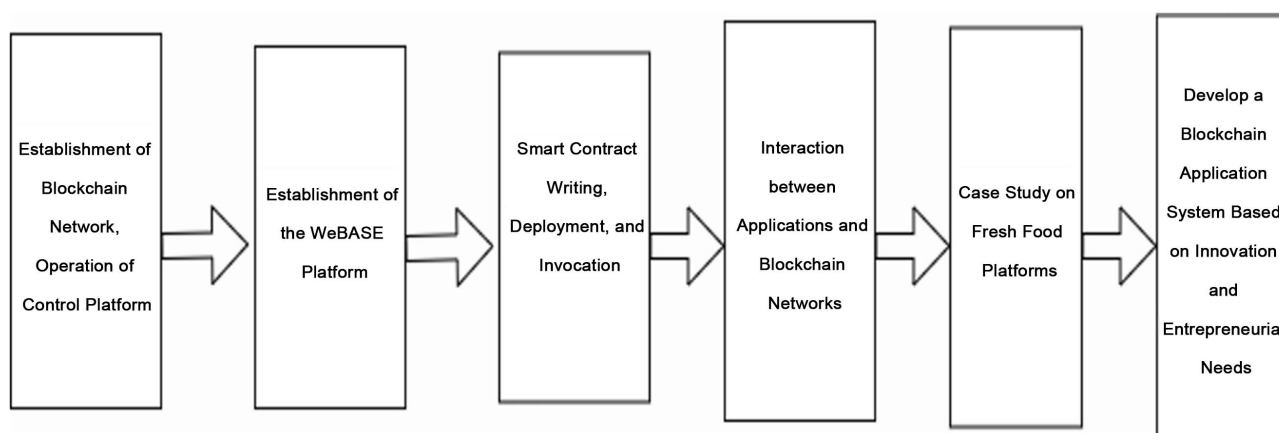 Establishment of
Blockchain
Network,
Operation of
Control Platform
Establishment of
the WeBASE
Platform
Smart Contract
Writing,
Deployment, and
Invocation
Interaction
between
Applications and
Blockchain
Networks
Case Study on
Fresh Food
Platforms
Develop a
Blockchain
Application
System Based
on Innovation
and
Entrepreneurial
Needs